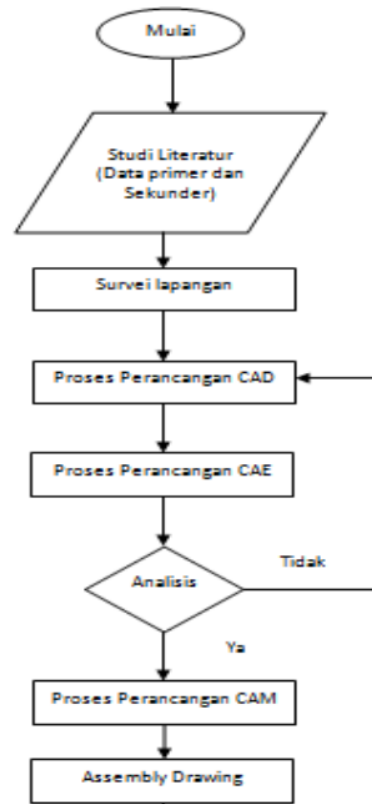 Mulai
Studi Literatur
(Data primer dan
Sekunder)
Survei lapangan
Proses Perancangan CAD
Proses Perancangan CAE
Analisis
Tidak
Ya
Proses Perancangan CAM
Assembly Drawing